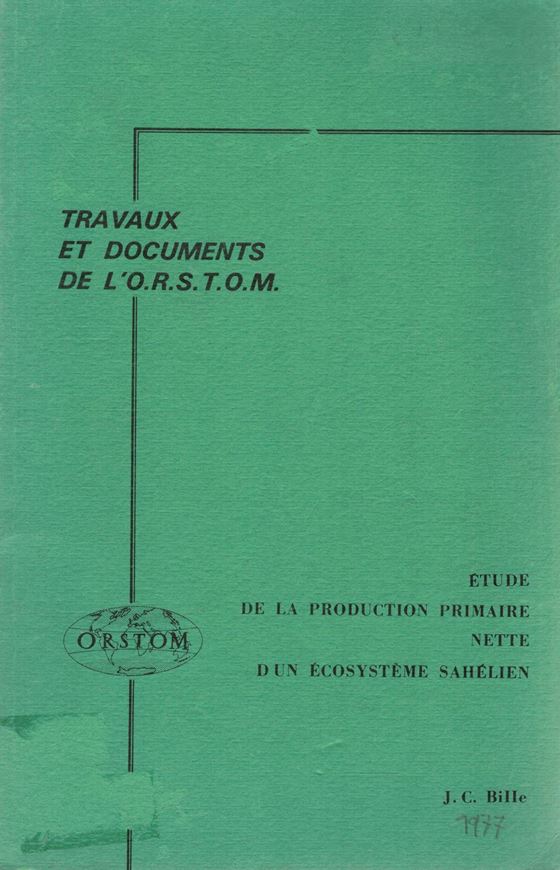 TRAVAUX
ET DOCUMENTS
DE L'O.R.S.T.O.M.
ÉTUDE
DE LA PRODUCTION PRIMAIRE
NETTE
D'UN ÉCOSYSTÈME SAHÉLIEN
ORSTOM
J. C. Bille
1977